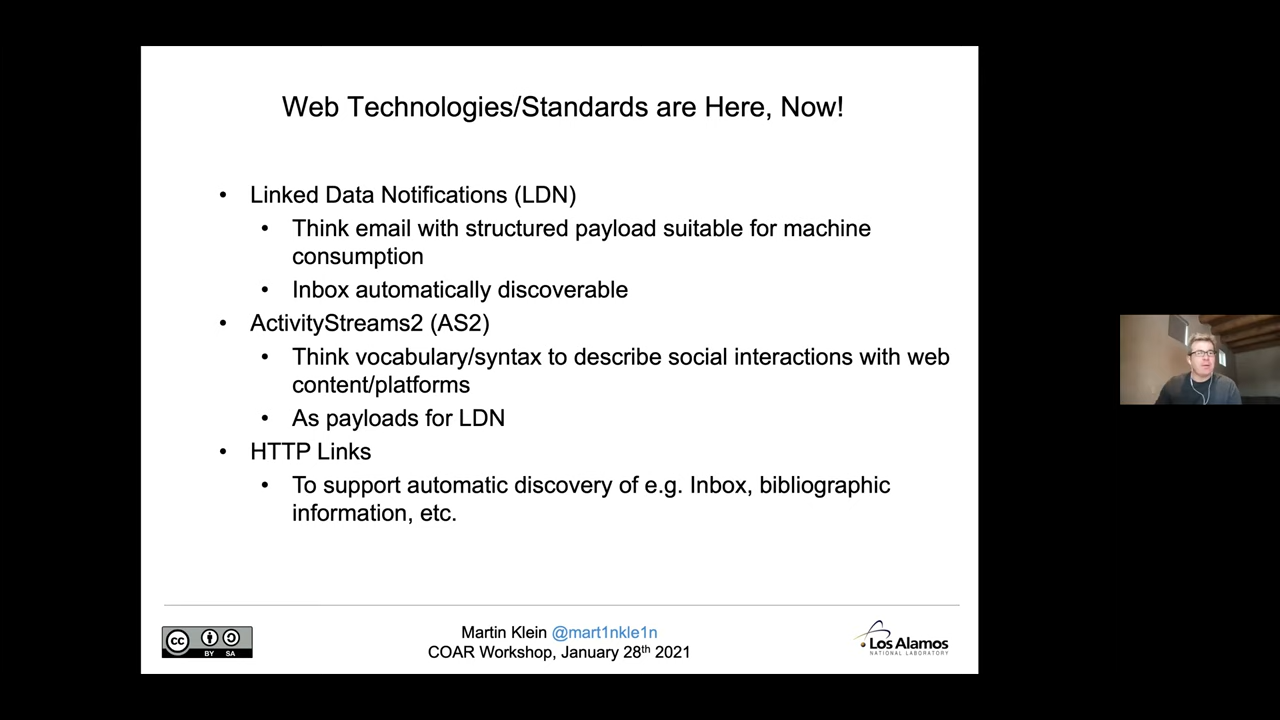 Web Technologies/Standards are Here, Now!
• Linked Data Notifications (LDN)
• Think email with structured payload suitable for machine
consumption
• Inbox automatically discoverable
• ActivityStreams2 (AS2)
• Think vocabulary/syntax to describe social interactions with web
content/platforms
• As payloads for LDN
• HTTP Links
• To support automatic discovery of e.g. Inbox, bibliographic
information, etc.
cc BY SA
Martin Klein @mart1nkle1n
COAR Workshop, January 28th 2021
Los Alamos
NATIONAL LABORATORY